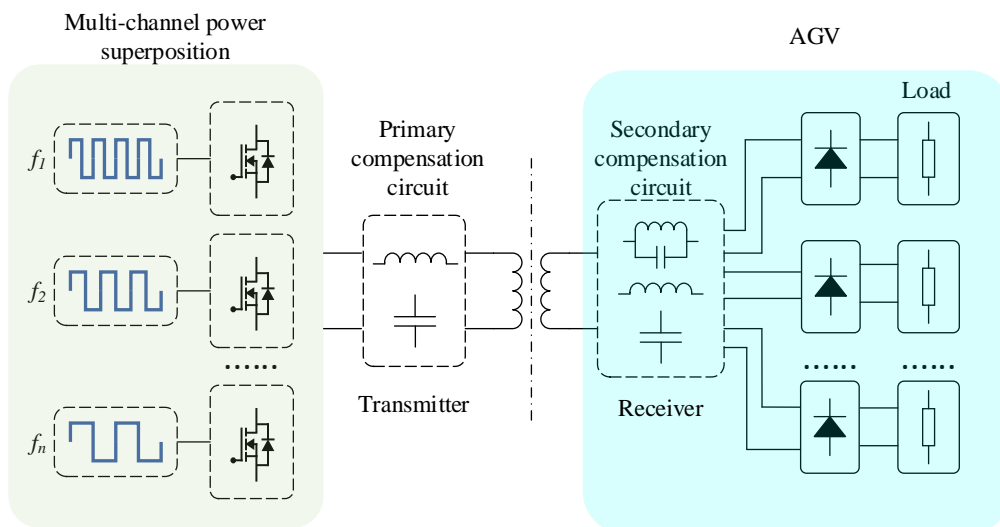 Multi-channel power
superposition
AGV
f1
f2
......
fn
Primary
compensation
circuit
Transmitter
Secondary
compensation
circuit
Receiver
Load
......
......